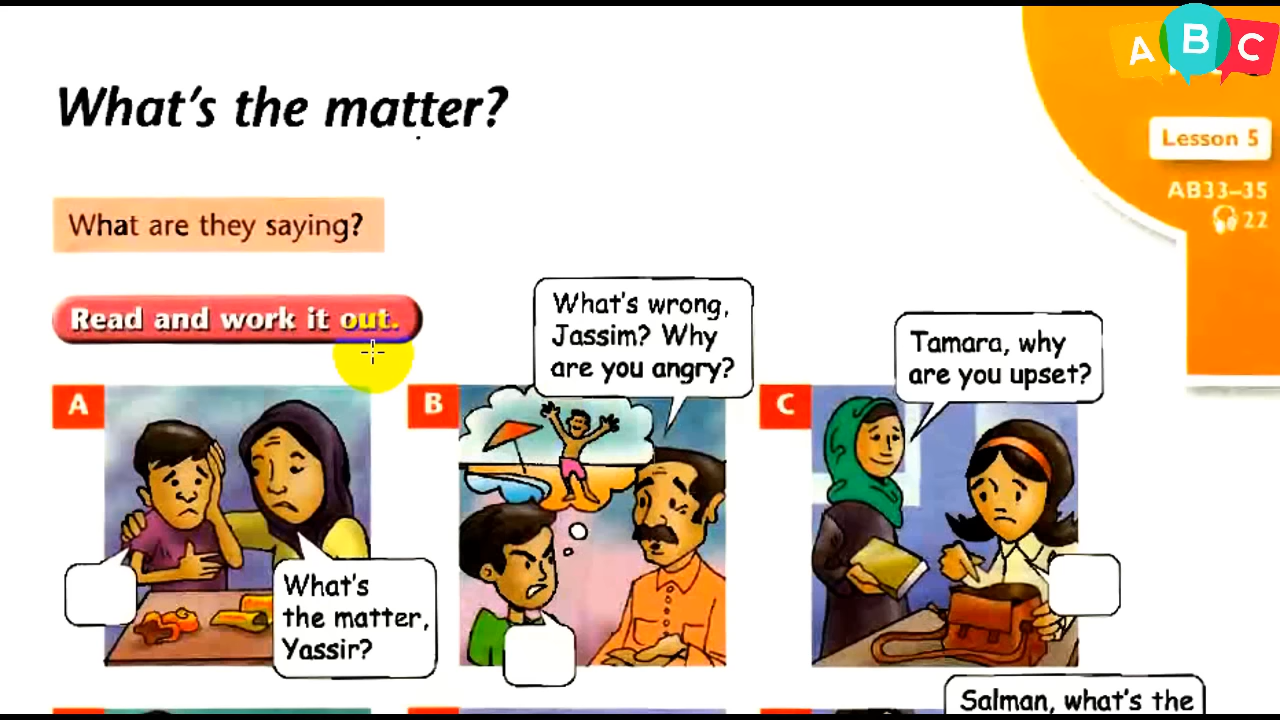 A B C
What's the matter?
Lesson 5
AB33–35
22
What are they saying?
Read and work it out.
What's wrong,
Jassim? Why
are you angry?
Tamara, why
are you upset?
A
B
C
What's
the matter,
Yassir?
Salman, what's the